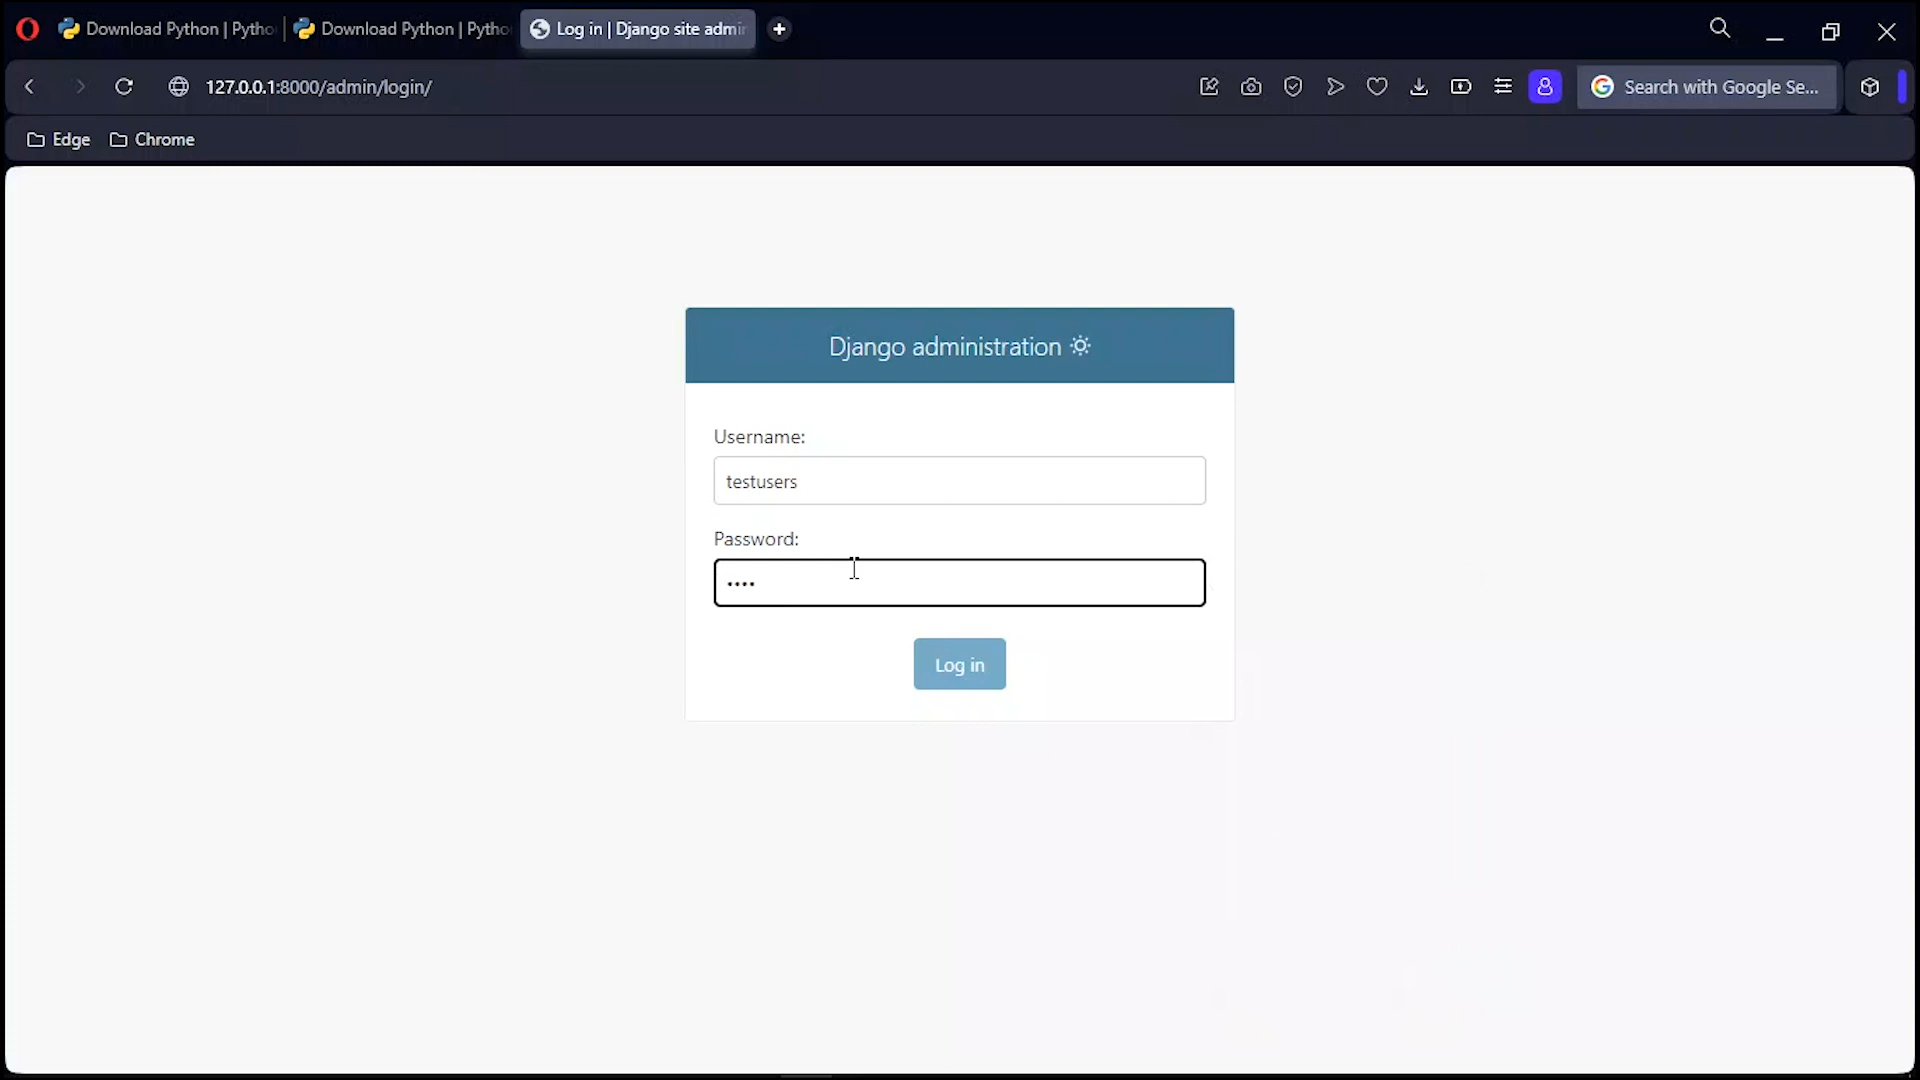 Download Python | Pytho
Download Python | Pytho
Log in | Django site admin
127.0.0.1:8000/admin/login/
Search with Google Se...
Edge
Chrome
Django administration
Username:
testusers
Password:
••••
Log in